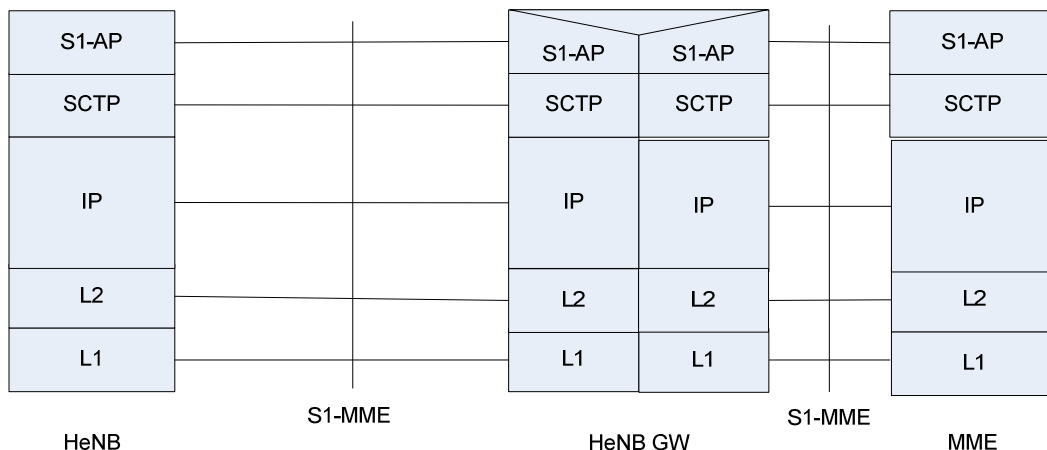 S1-AP
S1-AP
S1-AP
S1-AP
SCTP
SCTP
SCTP
SCTP
IP
IP
IP
IP
L2
L2
L2
L2
L1
L1
L1
L1
S1-MME
S1-MME
HeNB
HeNB GW
MME